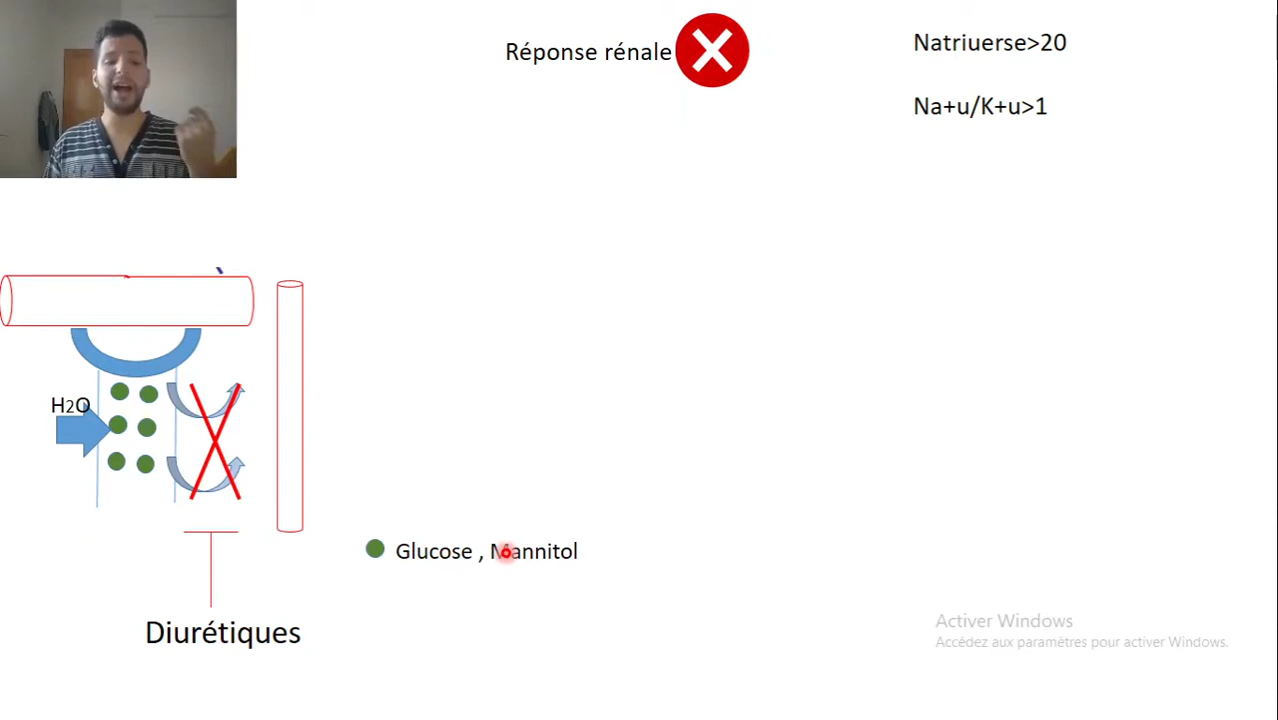 Réponse rénale
Natriuerse>20
Na+u/K+u>1
H2O
Glucose , Mannitol
Diurétiques
Activer Windows
Accédez aux paramètres pour activer Windows.